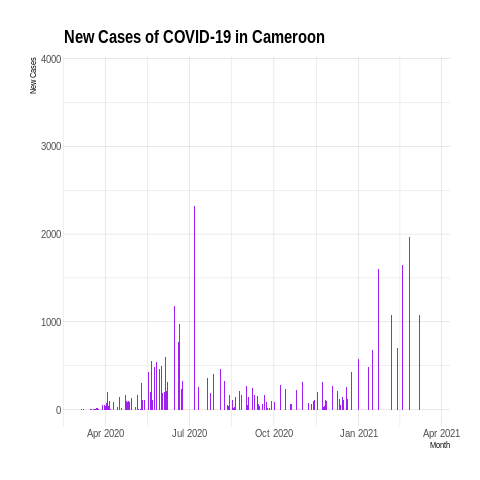 New Cases of COVID-19 in Cameroon
New Cases
4000
3000
2000
1000
0
Apr 2020 Jul 2020 Oct 2020 Jan 2021 Apr 2021
Month